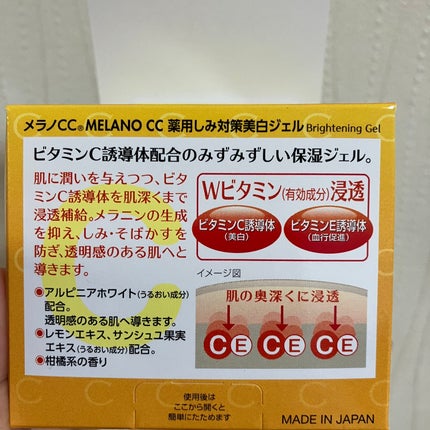 メラノCC® MELANO CC 薬用しみ対策美白ジェル Brightening Gel
ビタミンC誘導体配合のみずみずしい保湿ジェル。
肌に潤いを与えつつ、ビタ
ミンC誘導体を肌深くまで
浸透補給。メラニンの生成
を抑え、しみ・そばかすを
防ぎ、透明感のある肌へと
導きます。
●アルピニアホワイト(うるおい成分)
配合。
透明感のある肌へ導きます。
●レモンエキス、サンシュユ果実
エキス(うるおい成分)配合。
●柑橘系の香り
Wビタミン(有効成分)浸透
ビタミンC誘導体
(美白)
ビタミンE誘導体
(血行促進)
イメージ図
肌の奥深くに浸透
C E C E C E
使用後は
ここから開くと
簡単にたためます
MADE IN JAPAN